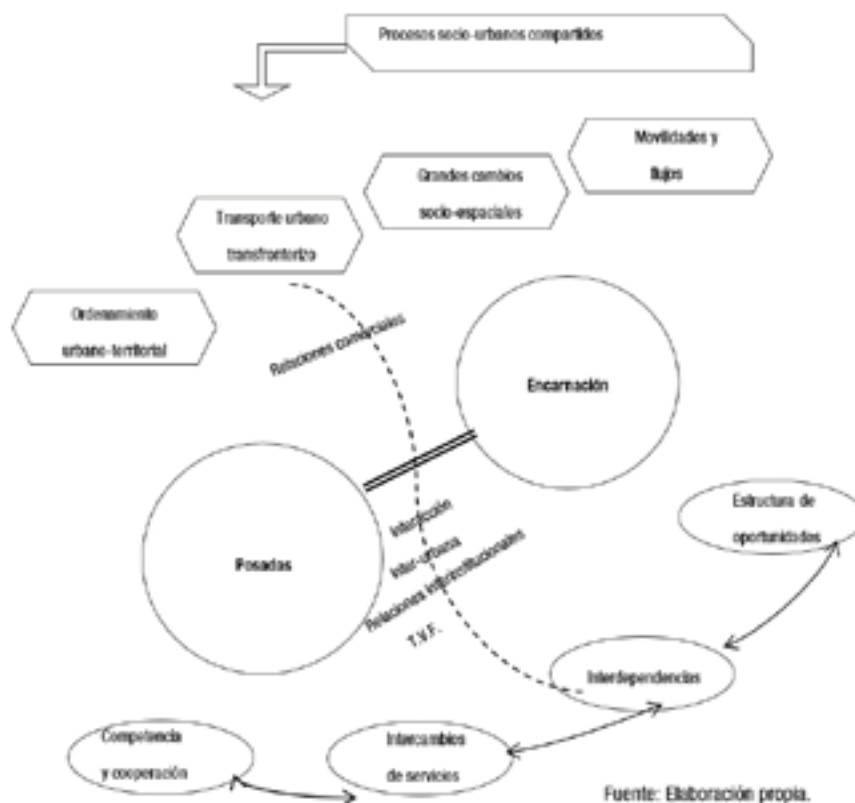 Procesos socio-urbanos compartidos
Movilidades y
flujos
Grandes cambios
socio-espaciales
Transporte urbano
transfronterizo
Ordenamiento
urbano-territorial
Relaciones comerciales
Encarnación
Posadas
Interacción
Inter-urbana
Relaciones interinstitucionales
T.V.F.
Estructura de
oportunidades
Interdependencias
Intercambios
de servicios
Competencia
y cooperación
Fuente: Elaboración propia.